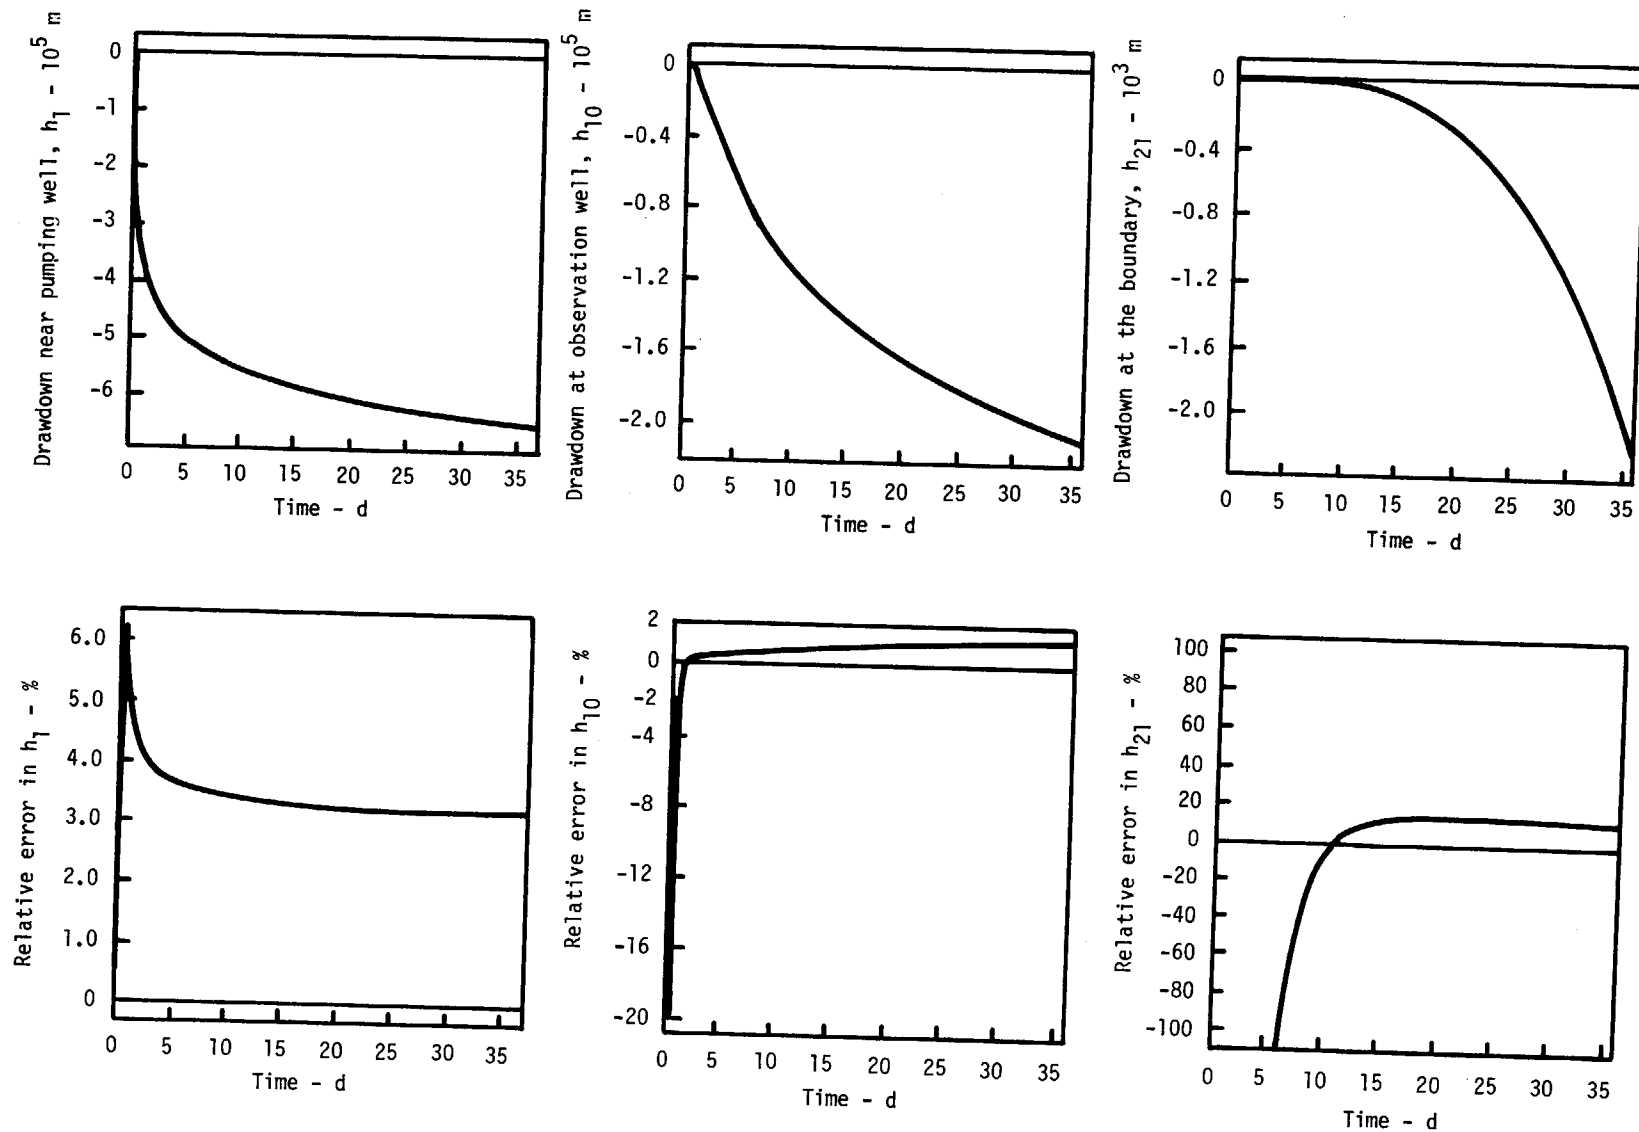 Drawdown near pumping well, h1 - 10^5 m
0
-1
-2
-3
-4
-5
-6
0 5 10 15 20 25 30 35
Time - d
Drawdown at observation well, h10 - 10^5 m
0
-0.4
-0.8
-1.2
-1.6
-2.0
0 5 10 15 20 25 30 35
Time - d
Drawdown at the boundary, h21 - 10^3 m
0
-0.4
-0.8
-1.2
-1.6
-2.0
0 5 10 15 20 25 30 35
Time - d
Relative error in h1 - %
6.0
5.0
4.0
3.0
2.0
1.0
0
0 5 10 15 20 25 30 35
Time - d
Relative error in h10 - %
2
0
-2
-4
-8
-12
-16
-20
0 5 10 15 20 25 30 35
Time - d
Relative error in h21 - %
100
80
60
40
20
0
-20
-40
-60
-80
-100
0 5 10 15 20 25 30 35
Time - d